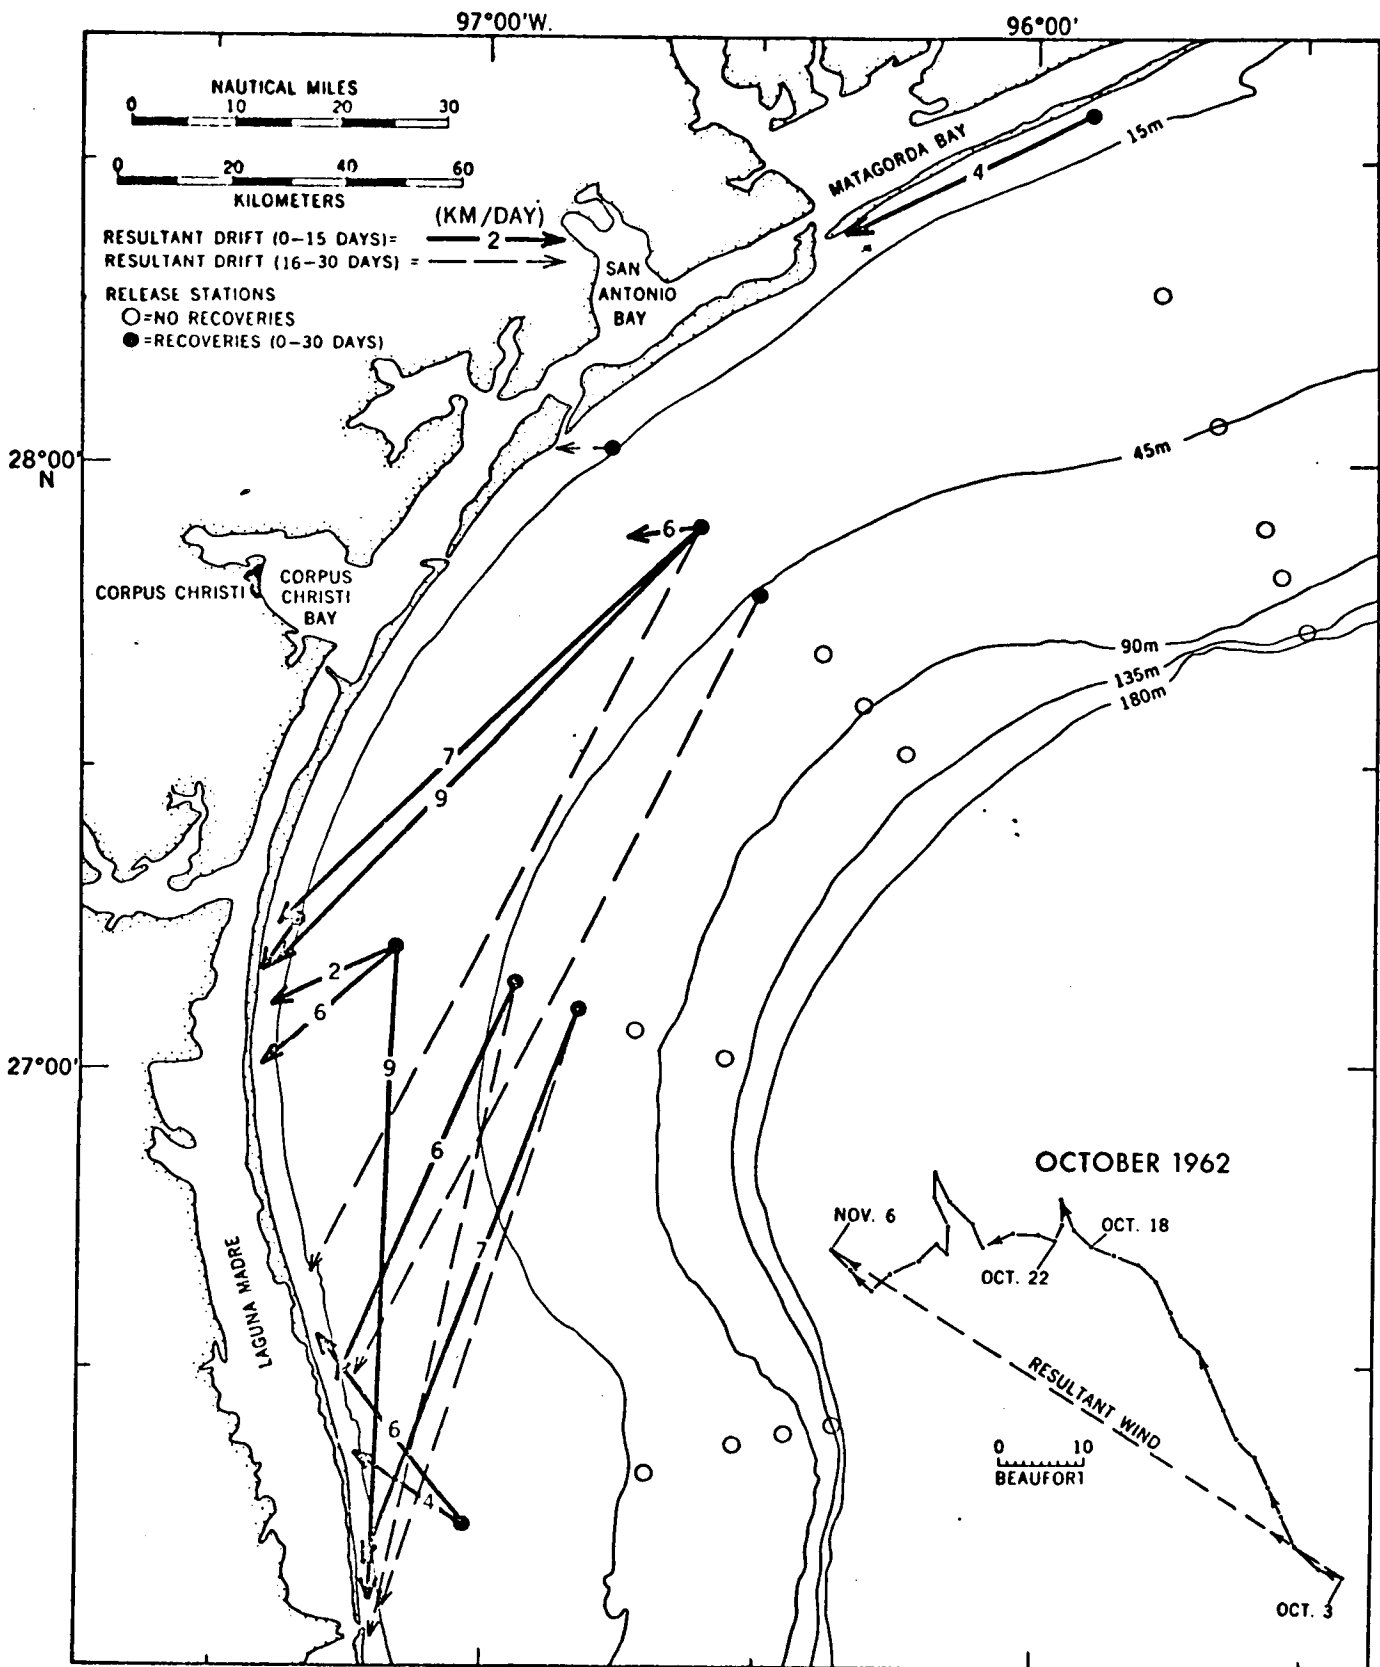 97°00'W.
96°00'
NAUTICAL MILES
0 10 20 30
0 20 40 60
KILOMETERS
(KM/DAY)
RESULTANT DRIFT (0-15 DAYS)= 2
RESULTANT DRIFT (16-30 DAYS) =
RELEASE STATIONS
O=NO RECOVERIES
●=RECOVERIES (0-30 DAYS)
MATAGORDA BAY
4
15m
SAN
ANTONIO
BAY
45m
28°00'
N
6
CORPUS CHRISTI
CORPUS
CHRISTI
BAY
90m
135m
180m
7
9
2
6
27°00'
9
6
7
LAGUNA MADRE
6
4
OCTOBER 1962
NOV. 6
OCT. 18
OCT. 22
RESULTANT WIND
0 10
BEAUFORT
OCT. 3